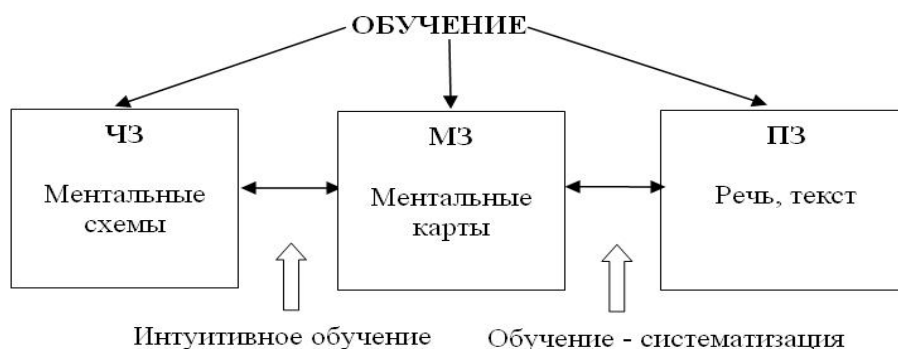 ОБУЧЕНИЕ
ЧЗ
Ментальные
схемы
МЗ
Ментальные
карты
ПЗ
Речь, текст
Интуитивное обучение
Обучение - систематизация